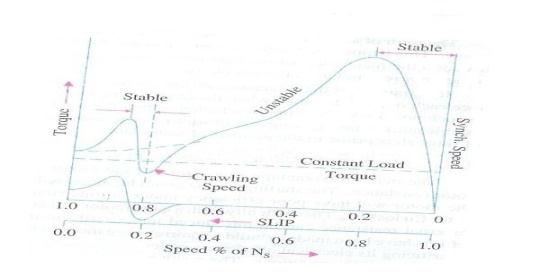 Stable
Stable
Unstable
Torque
Synch. Speed
Constant Load
Torque
Crawling
Speed
1.0 0.8 0.6 0.4 0.2 0
SLIP
0.0 0.2 0.4 0.6 0.8 1.0
Speed % of Ns